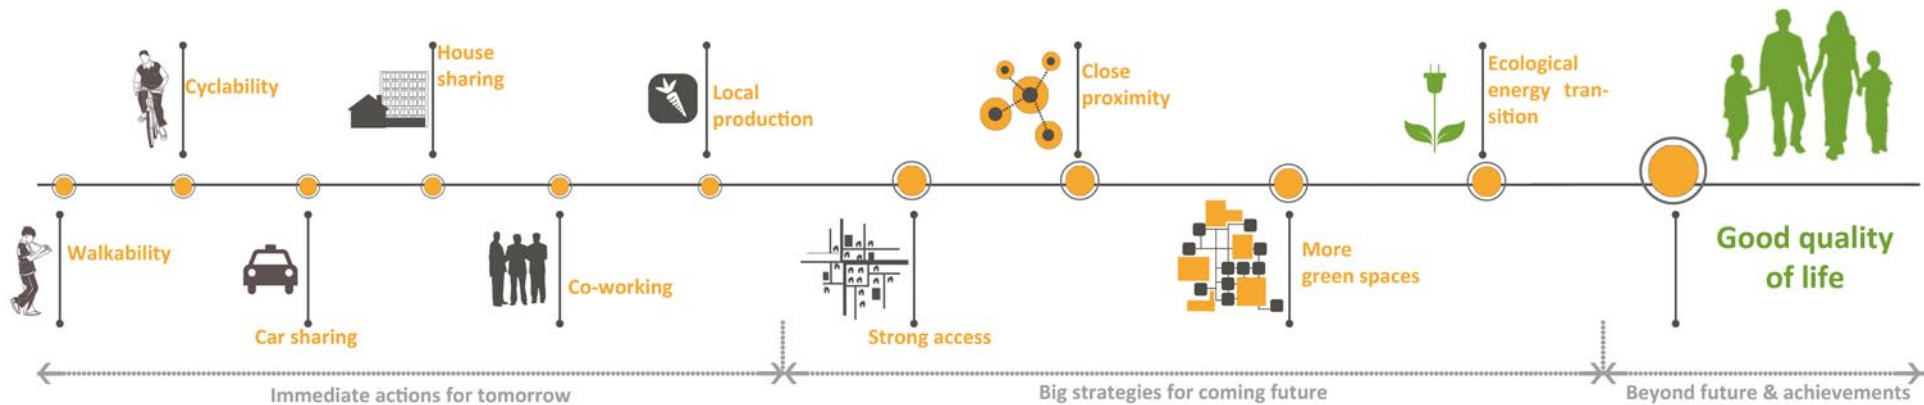 Walkability
Cyclability
Car sharing
House
sharing
Co-working
Local
production
Strong access
Close
proximity
More
green spaces
Ecological
energy tran-
sition
Good quality
of life
Immediate actions for tomorrow
Big strategies for coming future
Beyond future & achievements